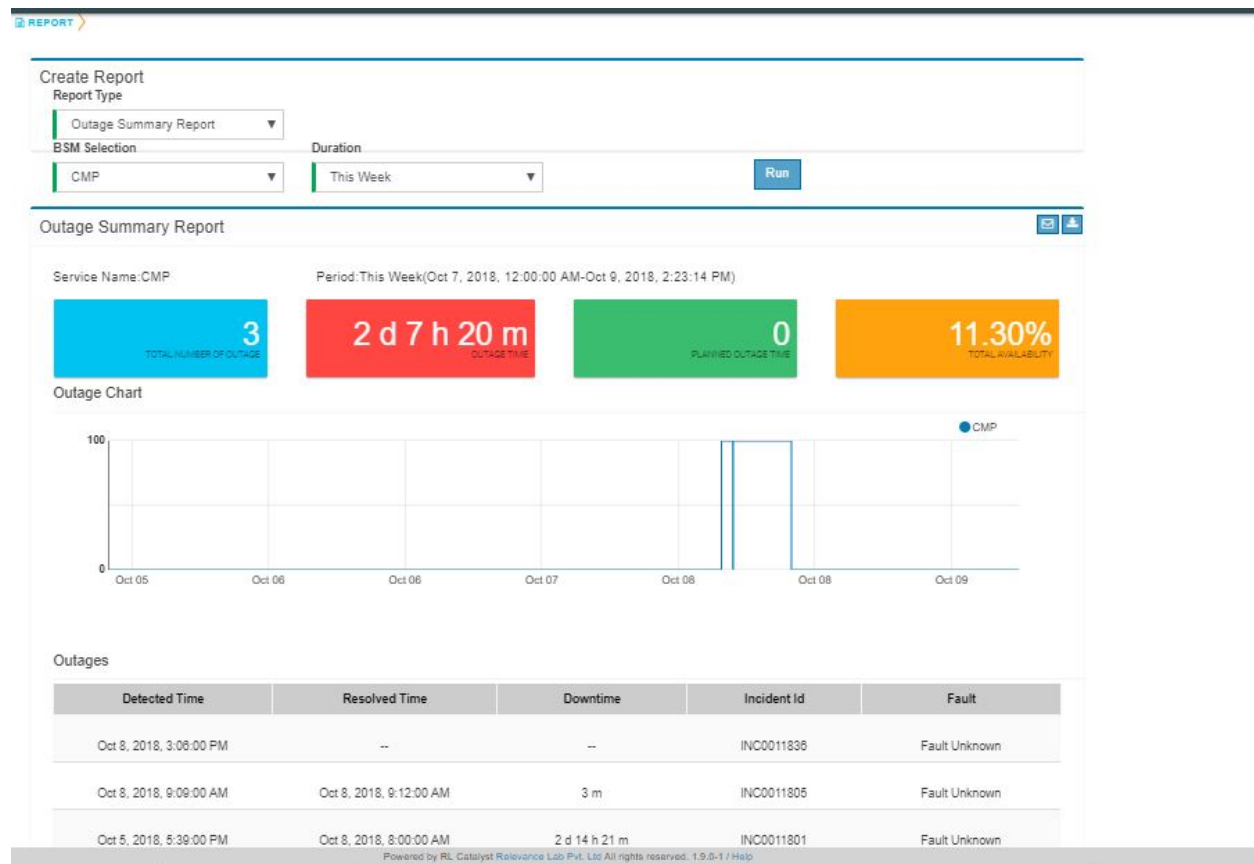 REPORT
Create Report
Report Type
Outage Summary Report
BSM Selection Duration
CMP This Week Run
Outage Summary Report
Service Name:CMP Period:This Week(Oct 7, 2018, 12:00:00 AM-Oct 9, 2018, 2:23:14 PM)
3 2 d 7 h 20 m 0 11.30%
TOTAL NUMBER OF OUTAGE OUTAGE TIME PLANNED OUTAGE TIME TOTAL AVAILABILITY
Outage Chart
CMP
100
0
Oct 05 Oct 06 Oct 06 Oct 07 Oct 08 Oct 08 Oct 09
Outages
Detected Time Resolved Time Downtime Incident Id Fault
Oct 8, 2018, 3:06:00 PM -- -- INC0011836 Fault Unknown
Oct 8, 2018, 9:09:00 AM Oct 8, 2018, 9:12:00 AM 3 m INC0011805 Fault Unknown
Oct 5, 2018, 5:39:00 PM Oct 8, 2018, 8:00:00 AM 2 d 14 h 21 m INC0011801 Fault Unknown
Powered by RL Catalyst Relevance Lab Pvt. Ltd All rights reserved. 1.9.0-1 / Help